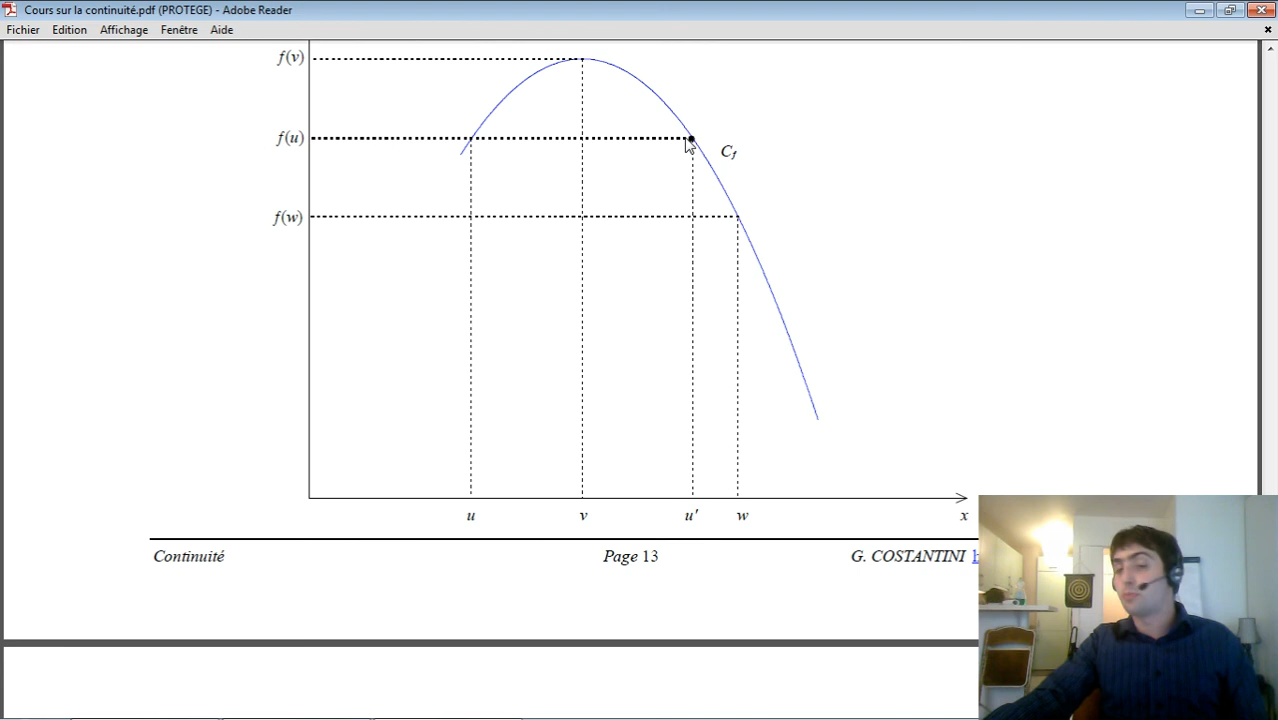 Cours sur la continuité.pdf (PROTEGE) - Adobe Reader
Fichier Edition Affichage Fenêtre Aide
f(v)
f(u)
C_f
f(w)
u v u' w x
Continuité Page 13 G. COSTANTINI